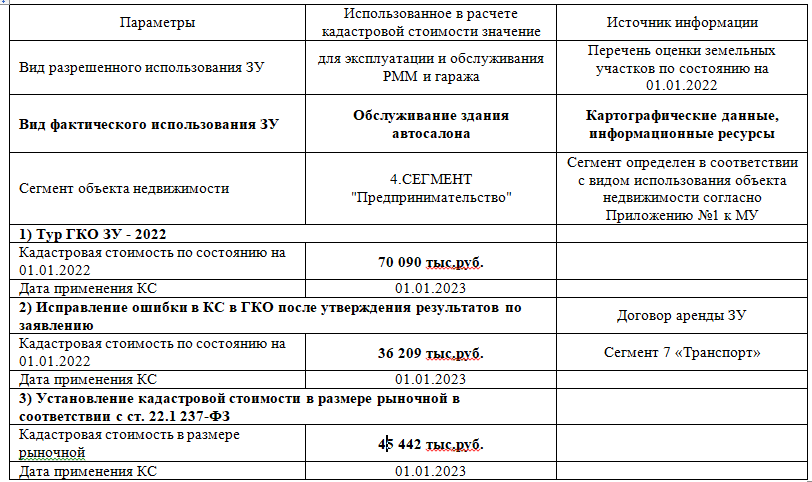 Параметры
Использованное в расчете
кадастровой стоимости значение
Источник информации
Вид разрешенного использования ЗУ
для эксплуатации и обслуживания
РММ и гаража
Перечень оценки земельных
участков по состоянию на
01.01.2022
Вид фактического использования ЗУ
Обслуживание здания
автосалона
Картографические данные,
информационные ресурсы
Сегмент объекта недвижимости
4.СЕГМЕНТ
"Предпринимательство"
Сегмент определен в соответствии
с видом использования объекта
недвижимости согласно
Приложению №1 к МУ
1) Тур ГКО ЗУ - 2022
Кадастровая стоимость по состоянию на
01.01.2022
70 090 тыс.руб.
Дата применения КС
01.01.2023
2) Исправление ошибки в КС в ГКО после утверждения результатов по
заявлению
Договор аренды ЗУ
Кадастровая стоимость по состоянию на
01.01.2022
36 209 тыс.руб.
Сегмент 7 «Транспорт»
Дата применения КС
01.01.2023
3) Установление кадастровой стоимости в размере рыночной в
соответствии с ст. 22.1 237-ФЗ
Кадастровая стоимость в размере
рыночной
45 442 тыс.руб.
Дата применения КС
01.01.2023